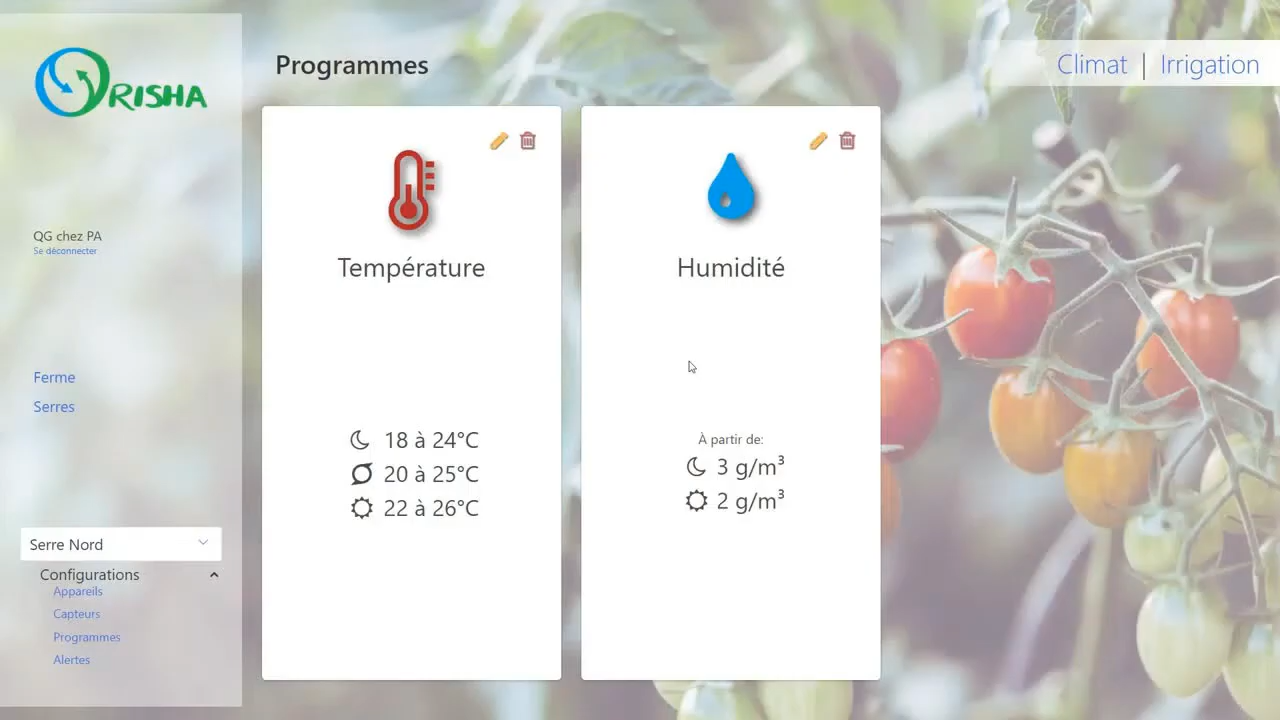 ORISHA
Programmes
Climat | Irrigation
QG chez PA
Se déconnecter
Ferme
Serres
Serre Nord
Configurations
Appareils
Capteurs
Programmes
Alertes
Température
18 à 24°C
20 à 25°C
22 à 26°C
Humidité
À partir de:
3 g/m³
2 g/m³